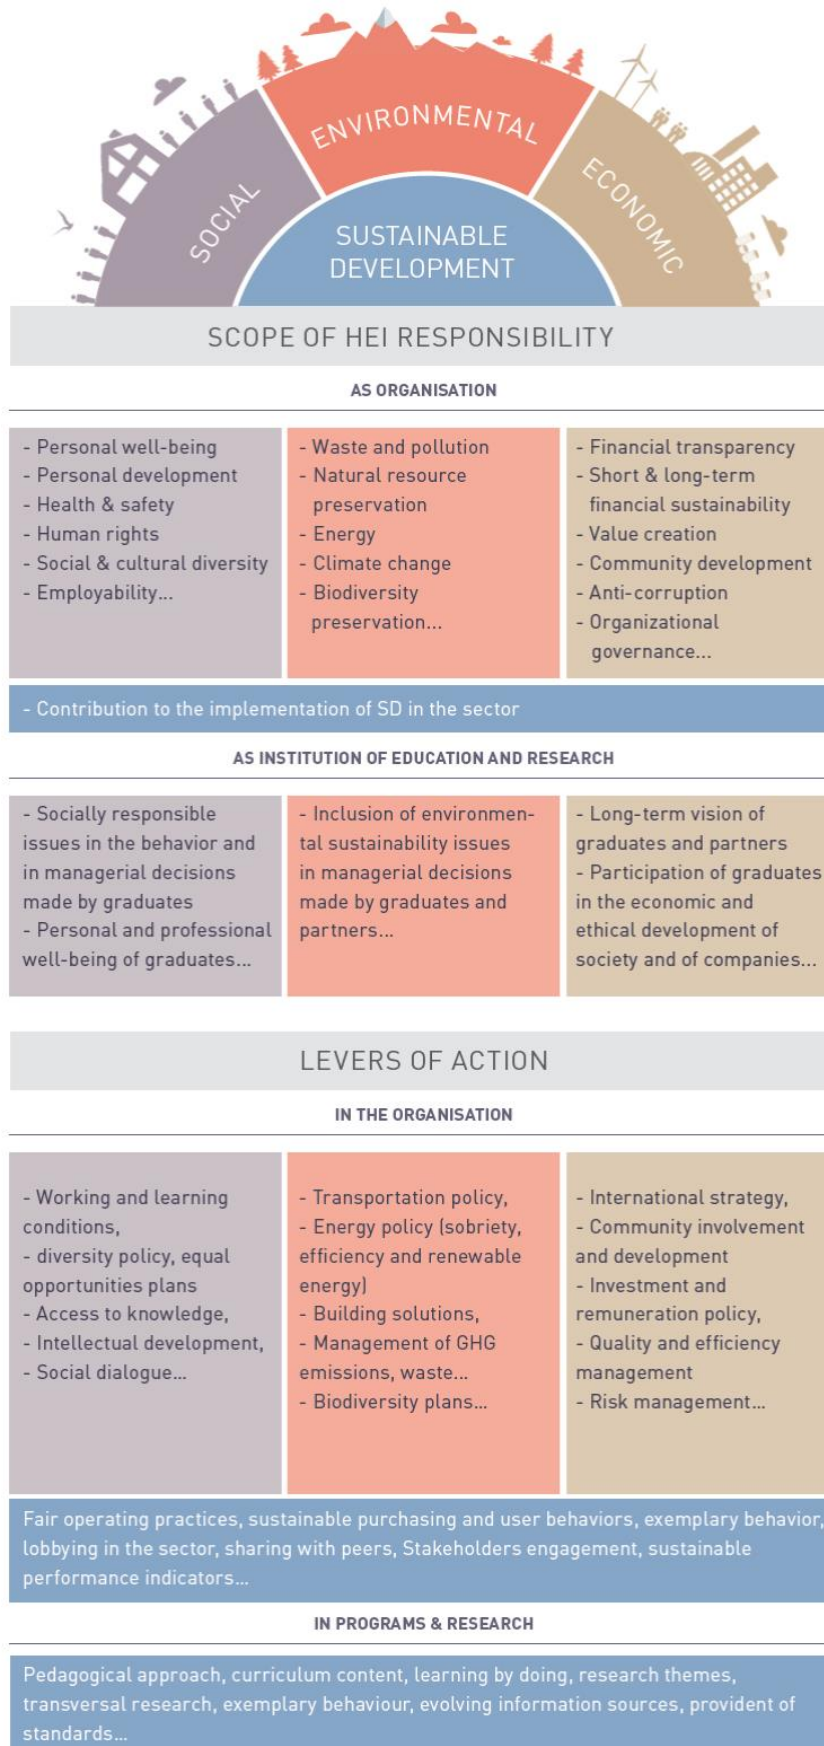 ENVIRONMENTAL
SOCIAL
ECONOMIC
SUSTAINABLE
DEVELOPMENT
SCOPE OF HEI RESPONSIBILITY
AS ORGANISATION
- Personal well-being
- Personal development
- Health & safety
- Human rights
- Social & cultural diversity
- Employability...
- Waste and pollution
- Natural resource
preservation
- Energy
- Climate change
- Biodiversity
preservation...
- Financial transparency
- Short & long-term
financial sustainability
- Value creation
- Community development
- Anti-corruption
- Organizational
governance...
- Contribution to the implementation of SD in the sector
AS INSTITUTION OF EDUCATION AND RESEARCH
- Socially responsible
issues in the behavior and
in managerial decisions
made by graduates
- Personal and professional
well-being of graduates...
- Inclusion of environmen-
tal sustainability issues
in managerial decisions
made by graduates and
partners...
- Long-term vision of
graduates and partners
- Participation of graduates
in the economic and
ethical development of
society and of companies...
LEVERS OF ACTION
IN THE ORGANISATION
- Working and learning
conditions,
- diversity policy, equal
opportunities plans
- Access to knowledge,
- Intellectual development,
- Social dialogue...
- Transportation policy,
- Energy policy (sobriety,
efficiency and renewable
energy)
- Building solutions,
- Management of GHG
emissions, waste...
- Biodiversity plans...
- International strategy,
- Community involvement
and development
- Investment and
remuneration policy,
- Quality and efficiency
management
- Risk management...
Fair operating practices, sustainable purchasing and user behaviors, exemplary behavior,
lobbying in the sector, sharing with peers, Stakeholders engagement, sustainable
performance indicators...
IN PROGRAMS & RESEARCH
Pedagogical approach, curriculum content, learning by doing, research themes,
transversal research, exemplary behaviour, evolving information sources, provident of
standards...